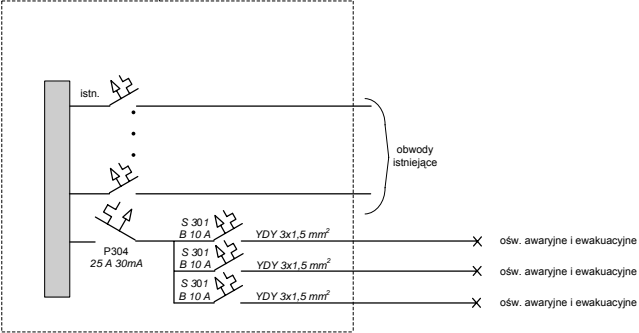 istn.
obwody
istniejące
P304
25 A 30mA
S 301
B 10 A
YDY 3x1,5 mm²
ośw. awaryjne i ewakuacyjne
S 301
B 10 A
YDY 3x1,5 mm²
ośw. awaryjne i ewakuacyjne
S 301
B 10 A
YDY 3x1,5 mm²
ośw. awaryjne i ewakuacyjne